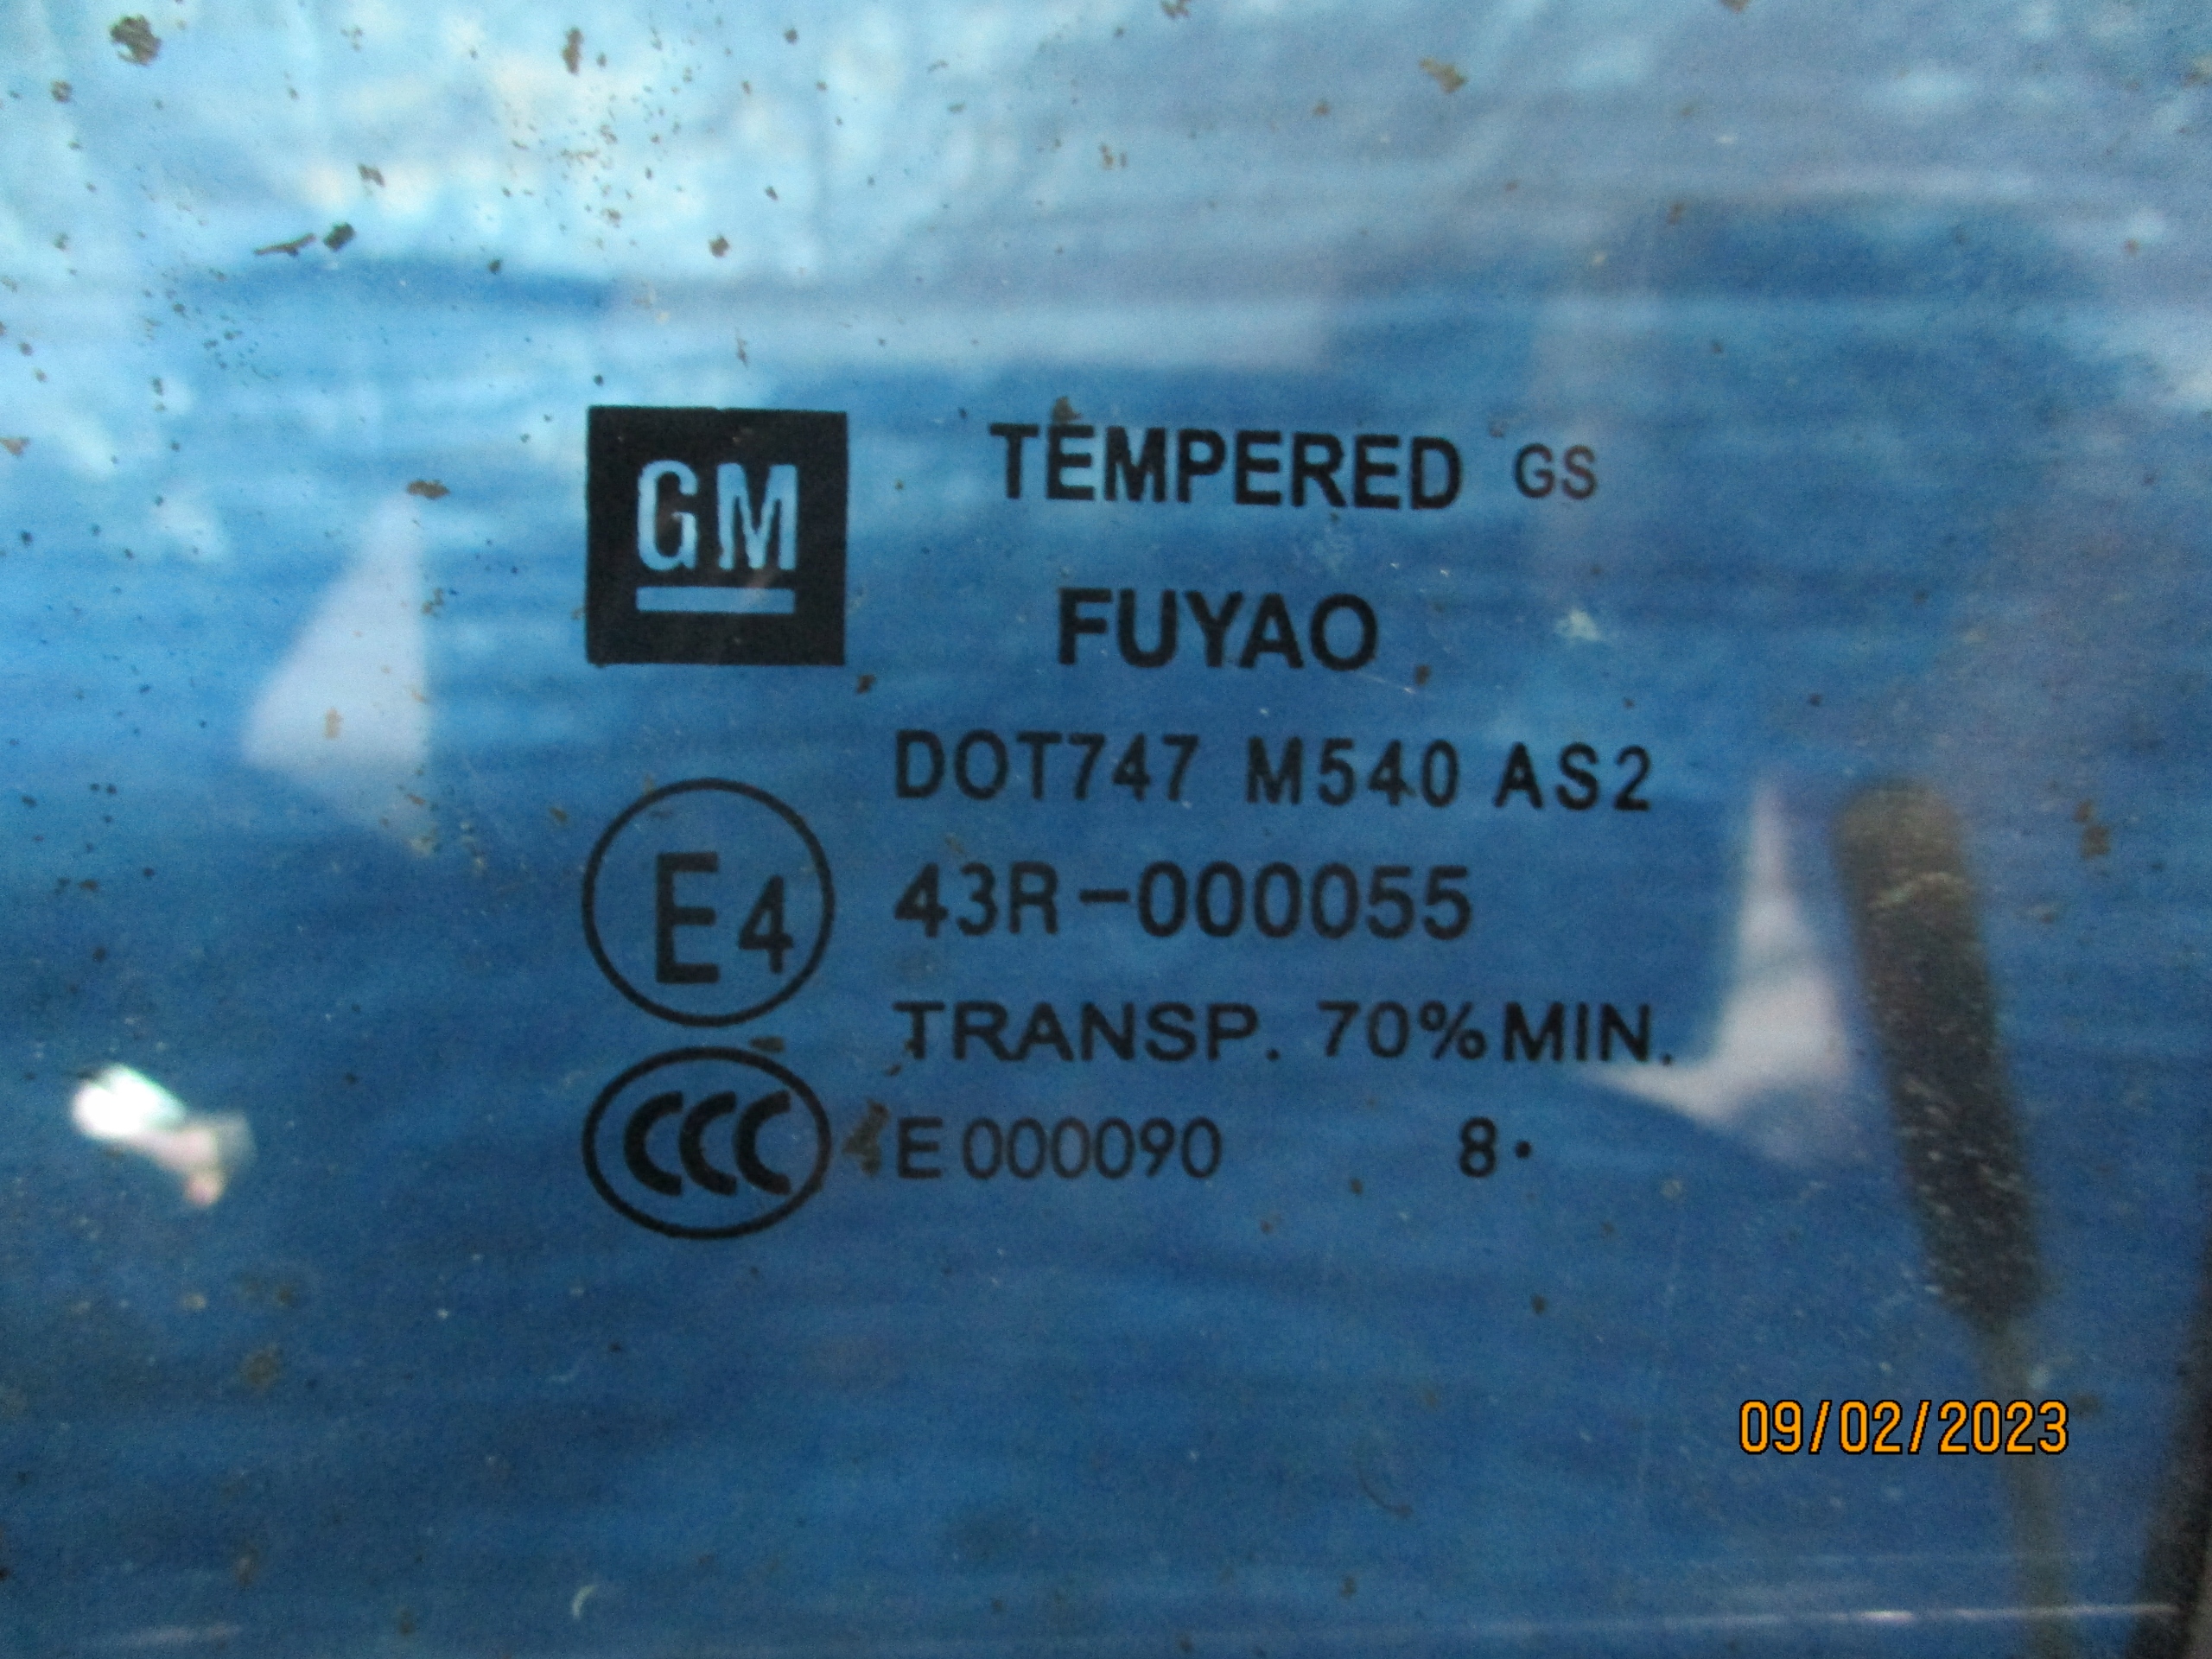 GM
TEMPERED GS
FUYAO
DOT747 M540 AS2
E4 43R-000055
TRANSP. 70%MIN.
CCC E000090 8.
09/02/2023